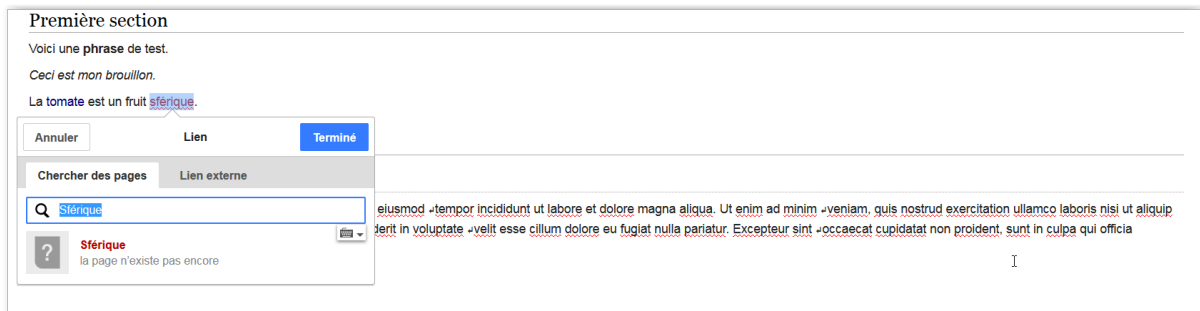 Première section
Voici une phrase de test.
Ceci est mon brouillon.
La tomate est un fruit sférique.
Annuler Lien Terminé
Chercher des pages Lien externe
Sférique
Sférique
la page n'existe pas encore
eiusmod ↵tempor incididunt ut labore et dolore magna aliqua. Ut enim ad minim ↵veniam, quis nostrud exercitation ullamco laboris nisi ut aliquip
derit in voluptate ↵velit esse cillum dolore eu fugiat nulla pariatur. Excepteur sint ↵occaecat cupidatat non proident, sunt in culpa qui officia